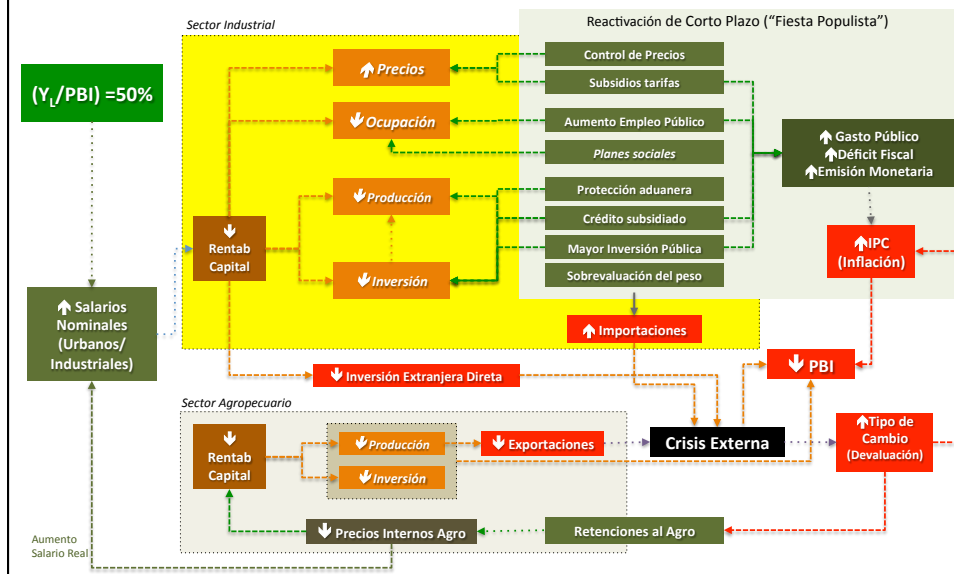 Sector Industrial
Reactivación de Corto Plazo (“Fiesta Populista”)
(YL/PBI) =50%
Precios
Ocupación
Producción
Inversión
Rentab
Capital
Control de Precios
Subsidios tarifas
Aumento Empleo Público
Planes sociales
Protección aduanera
Crédito subsidiado
Mayor Inversión Pública
Sobrevaluación del peso
Gasto Público
Déficit Fiscal
Emisión Monetaria
IPC
(Inflación)
Salarios
Nominales
(Urbanos/
Industriales)
Importaciones
PBI
Inversión Extranjera Direta
Sector Agropecuario
Rentab
Capital
Producción
Inversión
Exportaciones
Crisis Externa
Tipo de
Cambio
(Devaluación)
Precios Internos Agro
Retenciones al Agro
Aumento
Salario Real